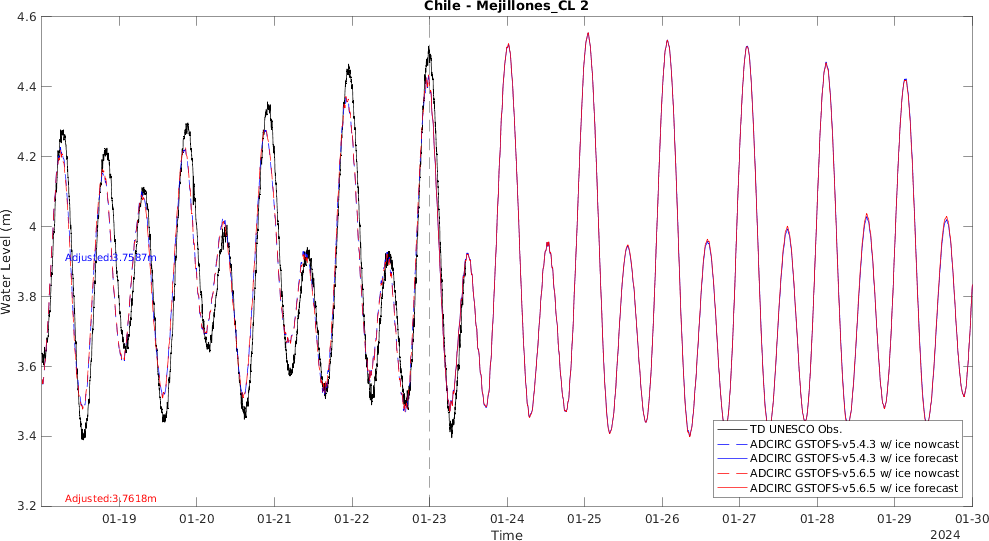 Chile - Mejillones_CL 2
Water Level (m)
4.6
4.4
4.2
4
3.8
3.6
3.4
3.2
Adjusted:3.7587m
Adjusted:3.7618m
TD UNESCO Obs.
ADCIRC GSTOFS-v5.4.3 w/ ice nowcast
ADCIRC GSTOFS-v5.4.3 w/ ice forecast
ADCIRC GSTOFS-v5.6.5 w/ ice nowcast
ADCIRC GSTOFS-v5.6.5 w/ ice forecast
01-19 01-20 01-21 01-22 01-23 01-24 01-25 01-26 01-27 01-28 01-29 01-30
Time
2024